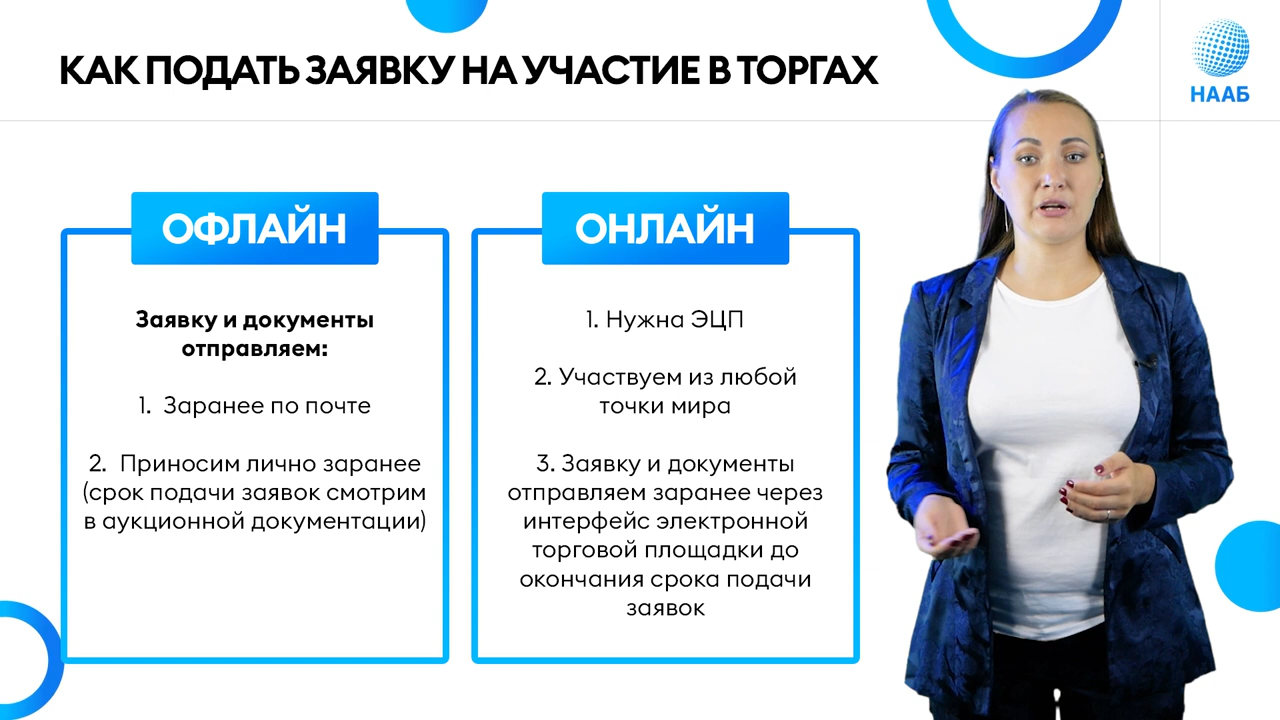 КАК ПОДАТЬ ЗАЯВКУ НА УЧАСТИЕ В ТОРГАХ
НААБ
ОФЛАЙН
Заявку и документы
отправляем:
1. Заранее по почте
2. Приносим лично заранее
(срок подачи заявок смотрим
в аукционной документации)
ОНЛАЙН
1. Нужна ЭЦП
2. Участвуем из любой
точки мира
3. Заявку и документы
отправляем заранее через
интерфейс электронной
торговой площадки до
окончания срока подачи
заявок